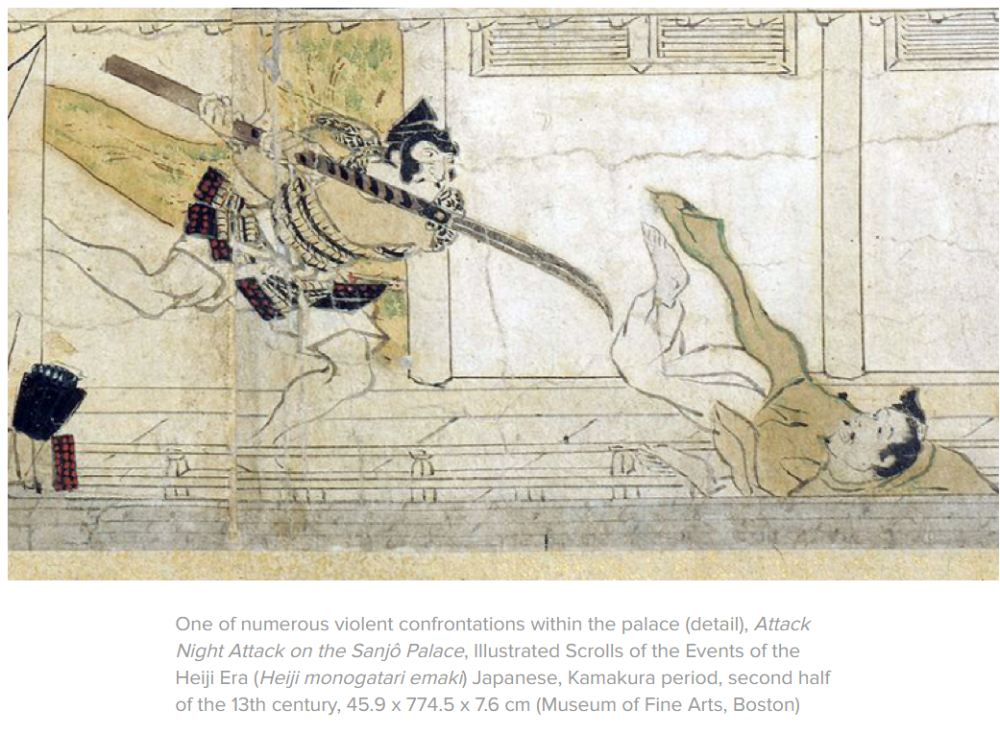 One of numerous violent confrontations within the palace (detail), Attack
Night Attack on the Sanjô Palace, Illustrated Scrolls of the Events of the
Heiji Era (Heiji monogatari emaki) Japanese, Kamakura period, second half
of the 13th century, 45.9 x 774.5 x 7.6 cm (Museum of Fine Arts, Boston)